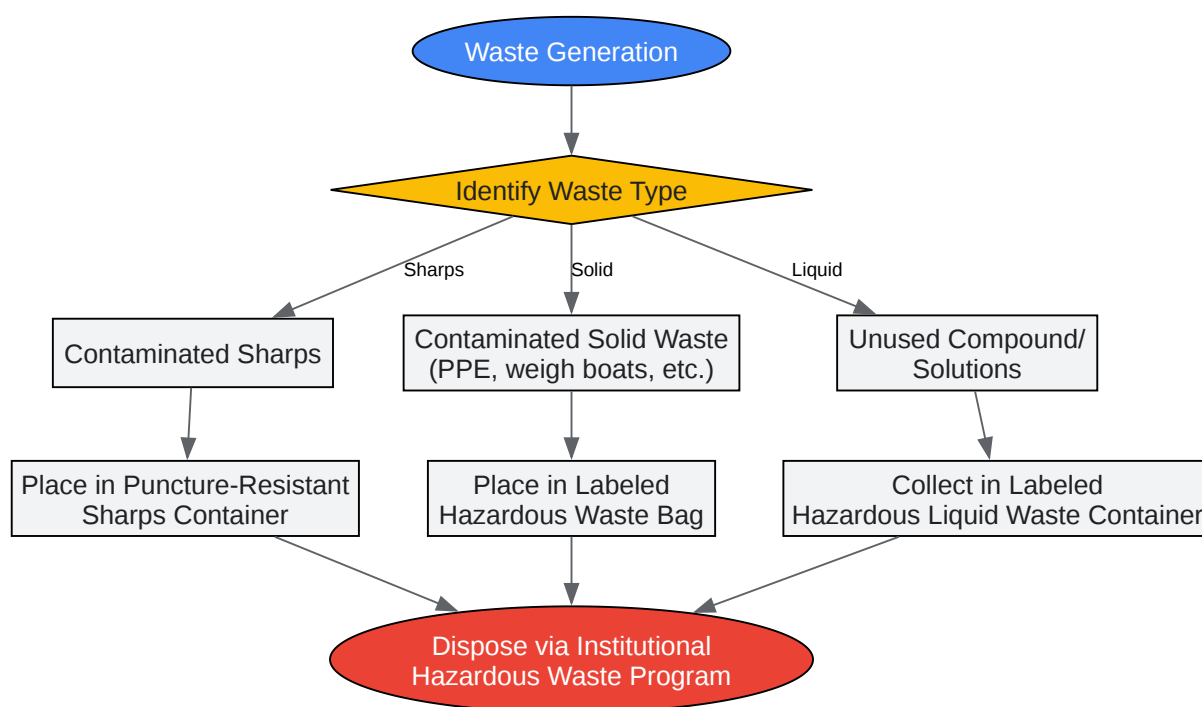 Waste Generation
Identify Waste Type
Sharps
Solid
Liquid
Contaminated Sharps
Contaminated Solid Waste
(PPE, weigh boats, etc.)
Unused Compound/
Solutions
Place in Puncture-Resistant
Sharps Container
Place in Labeled
Hazardous Waste Bag
Collect in Labeled
Hazardous Liquid Waste Container
Dispose via Institutional
Hazardous Waste Program